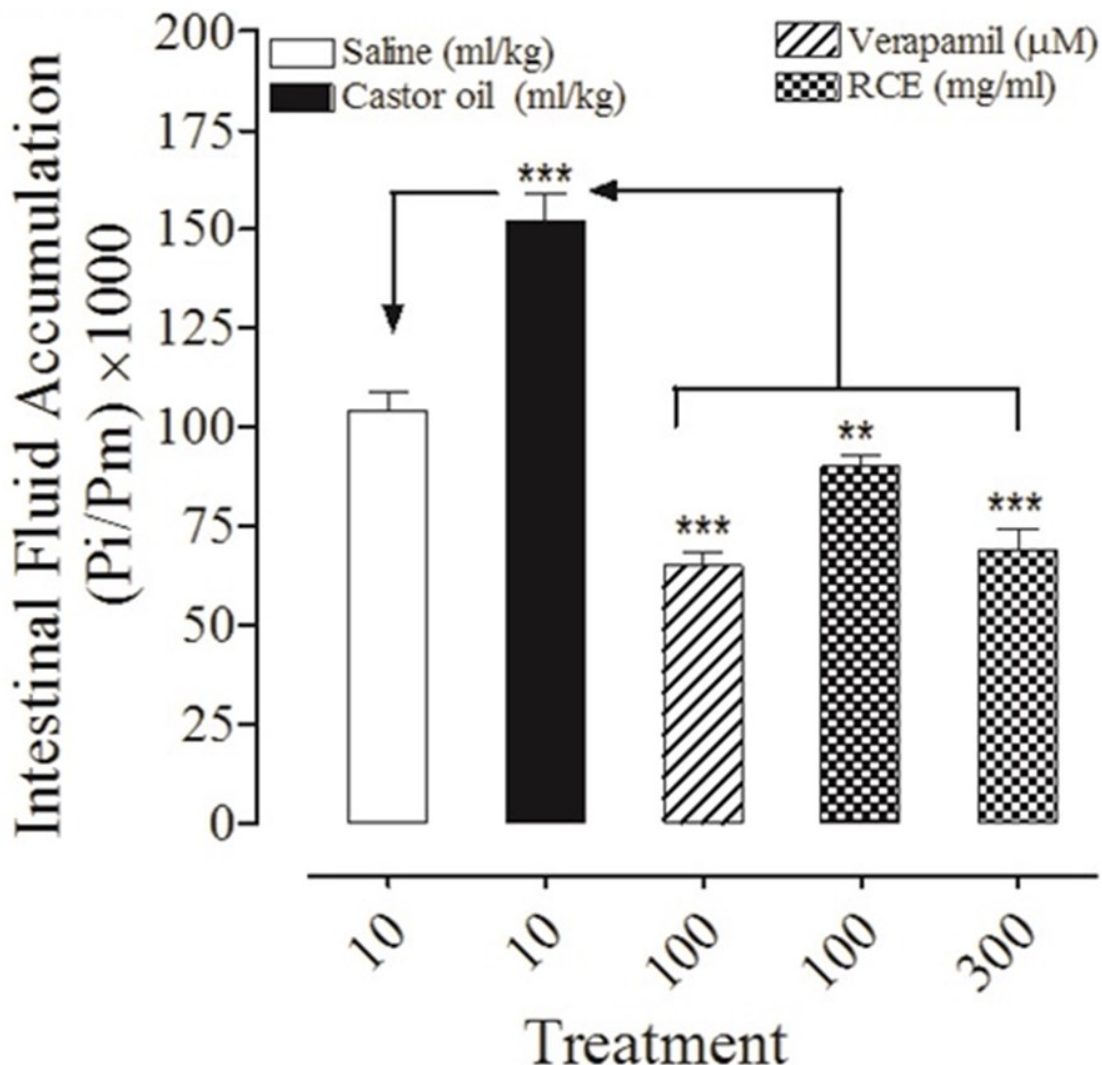 Intestinal Fluid Accumulation
(Pi/Pm) ×1000
200
175
150
125
100
75
50
25
0
Saline (ml/kg)
Castor oil (ml/kg)
Verapamil (μM)
RCE (mg/ml)
***
***
**
***
10
10
100
100
300
Treatment